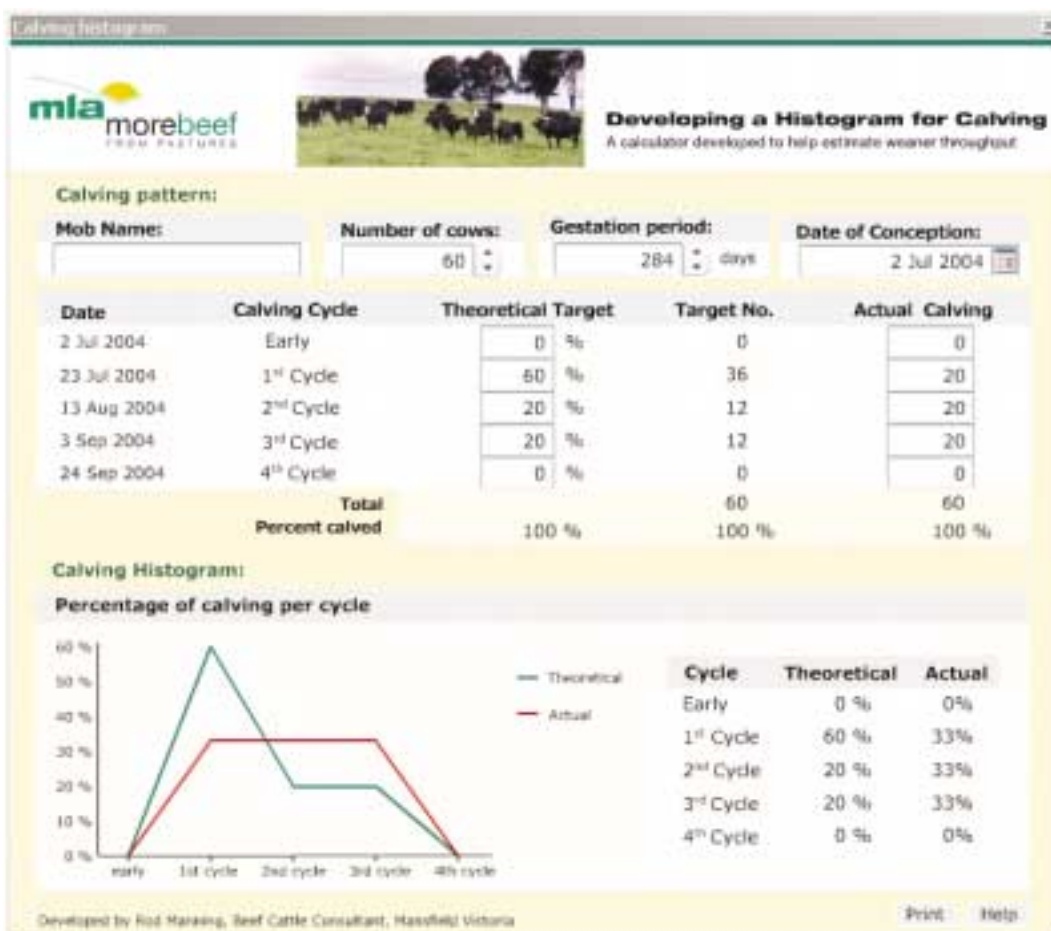 Calving histogram
mla
morebeef
FROM PASTURES
Developing a Histogram for Calving
A calculator developed to help estimate weaner throughput
Calving pattern:
Mob Name: Number of cows: Gestation period: Date of Conception:
60 284 days 2 Jul 2004
Date Calving Cycle Theoretical Target Target No. Actual Calving
2 Jul 2004 Early 0 % 0 0
23 Jul 2004 1st Cycle 60 % 36 20
13 Aug 2004 2nd Cycle 20 % 12 20
3 Sep 2004 3rd Cycle 20 % 12 20
24 Sep 2004 4th Cycle 0 % 0 0
Total 60 60
Percent calved 100 % 100 % 100 %
Calving Histogram:
Percentage of calving per cycle
60 %
50 %
40 %
30 %
20 %
10 %
0 %
early 1st cycle 2nd cycle 3rd cycle 4th cycle
Theoretical
Actual
Cycle Theoretical Actual
Early 0 % 0%
1st Cycle 60 % 33%
2nd Cycle 20 % 33%
3rd Cycle 20 % 33%
4th Cycle 0 % 0%
Developed by Rod Manning, Beef Cattle Consultant, Mansfield Victoria
Print Help